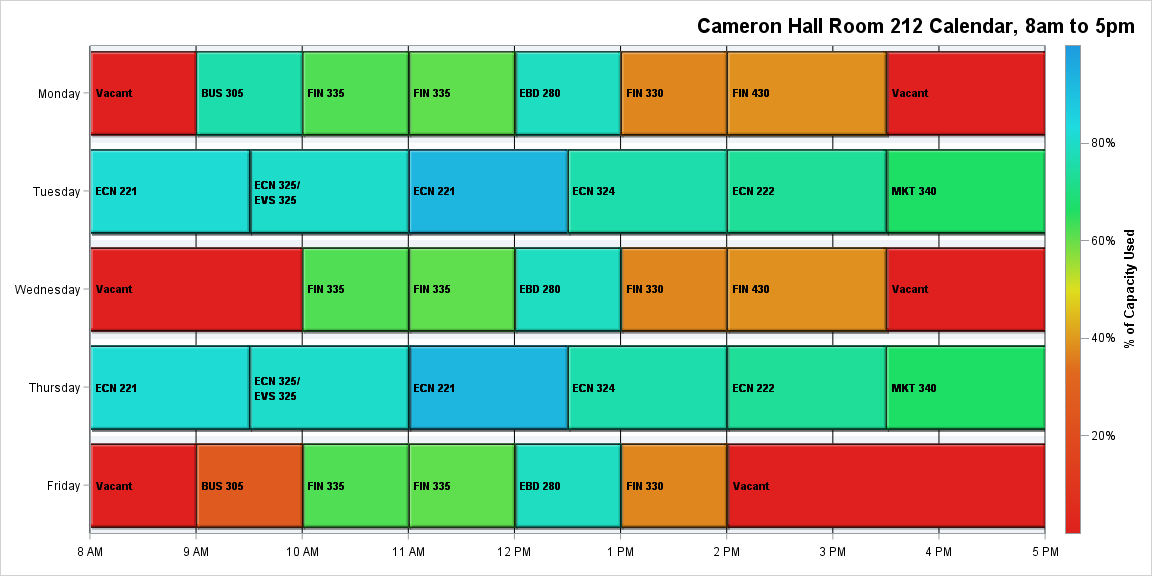 Cameron Hall Room 212 Calendar, 8am to 5pm
Monday
Vacant
BUS 305
FIN 335
FIN 335
EBD 280
FIN 330
FIN 430
Vacant
Tuesday
ECN 221
ECN 325/
EVS 325
ECN 221
ECN 324
ECN 222
MKT 340
Wednesday
Vacant
FIN 335
FIN 335
EBD 280
FIN 330
FIN 430
Vacant
Thursday
ECN 221
ECN 325/
EVS 325
ECN 221
ECN 324
ECN 222
MKT 340
Friday
Vacant
BUS 305
FIN 335
FIN 335
EBD 280
FIN 330
Vacant
8 AM
9 AM
10 AM
11 AM
12 PM
1 PM
2 PM
3 PM
4 PM
5 PM
80%
60%
40%
20%
% of Capacity Used